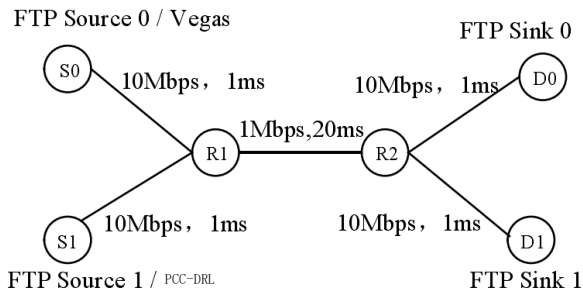 FTP Source 0 / Vegas
FTP Sink 0
S0
10Mbps， 1ms
10Mbps， 1ms
D0
1Mbps,20ms
R1
R2
10Mbps， 1ms
10Mbps， 1ms
S1
D1
FTP Source 1 / PCC-DRL
FTP Sink 1